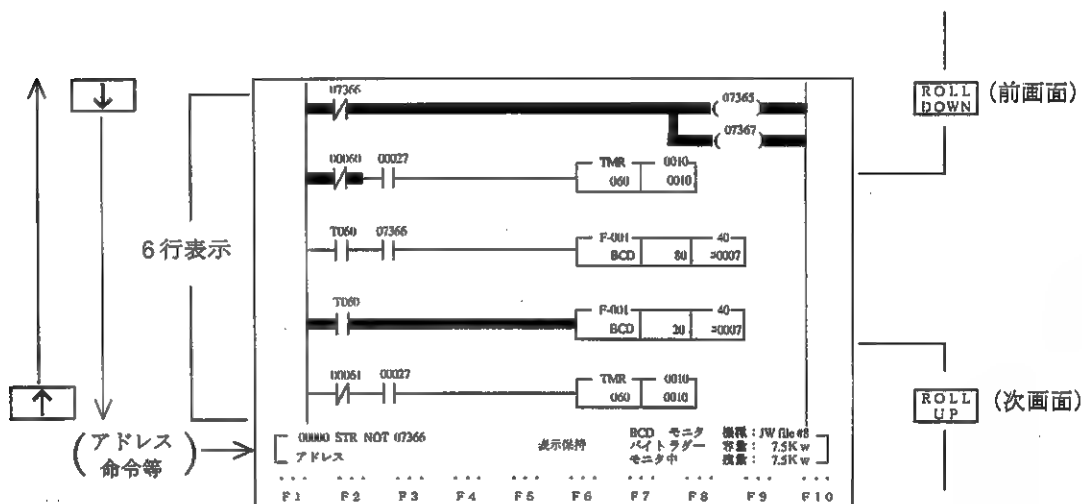 ↓
ROLL DOWN (前画面)
07366
07365
07367
00060 00027
TMR 0010
060 0010
6行表示
T060 07366
F-001 40
BCD 80 =0007
T060
F-001 40
BCD 20 =0007
00061 00027
TMR 0010
060 0010
↑
ROLL UP (次画面)
(アドレス
命令等)
00000 STR NOT 07366
アドレス
表示保持
BCD モニタ 機種:JW file#8
バイトラダー 容量: 7.5K w
モニタ中 残量: 7.5K w
F1 F2 F3 F4 F5 F6 F7 F8 F9 F10